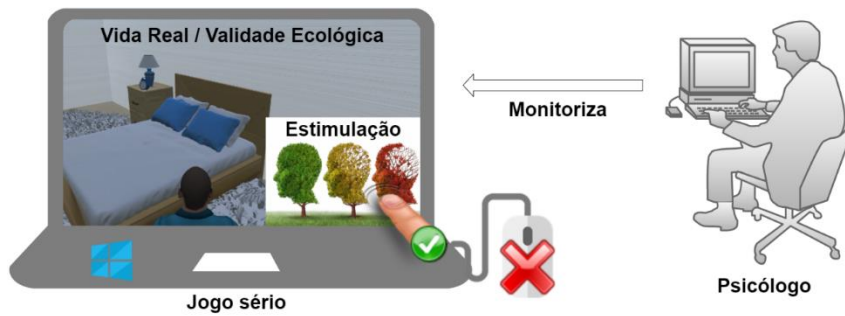 Vida Real / Validade Ecológica
Estimulação
Monitoriza
Jogo sério
Psicólogo